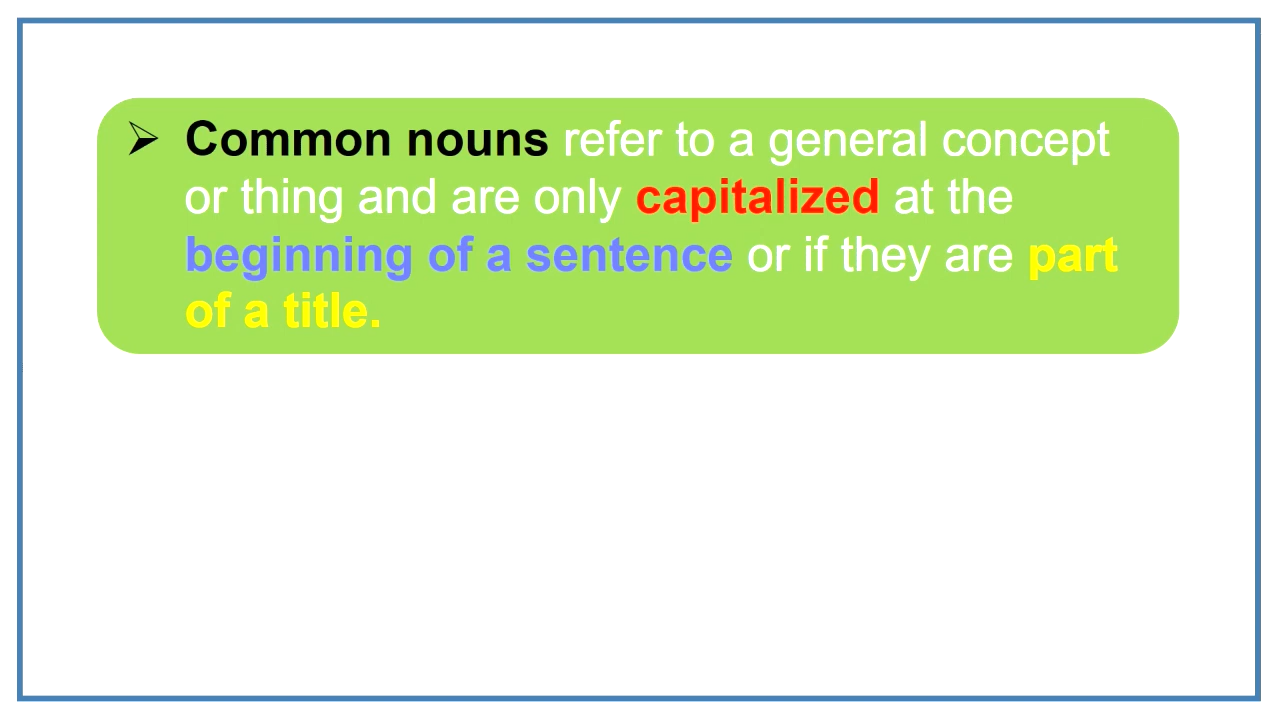 ➢ Common nouns refer to a general concept
or thing and are only capitalized at the
beginning of a sentence or if they are part
of a title.